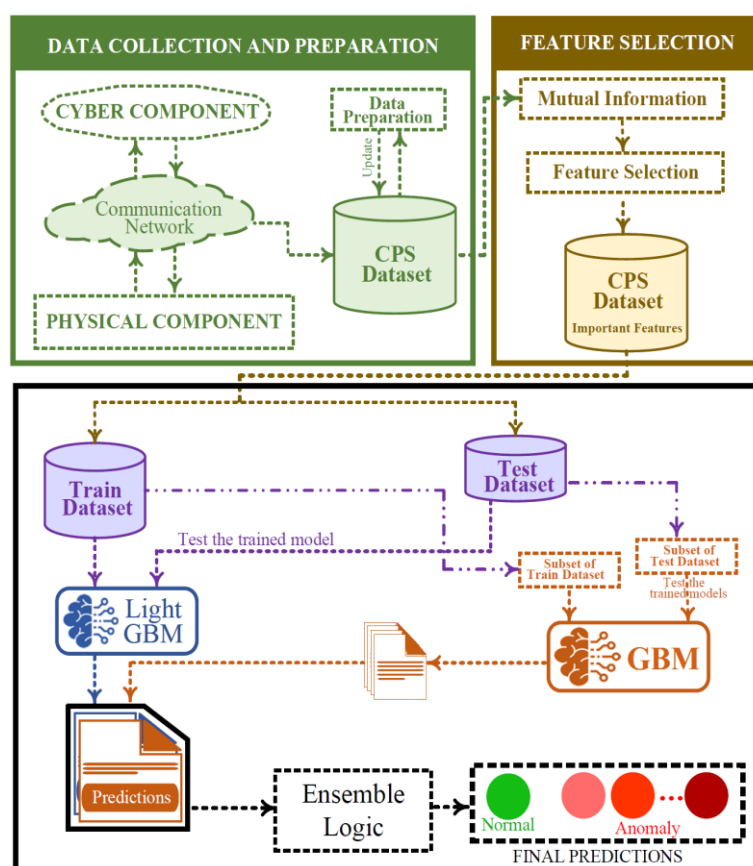 DATA COLLECTION AND PREPARATION
FEATURE SELECTION
CYBER COMPONENT
Communication
Network
PHYSICAL COMPONENT
Data
Preparation
Update
CPS
Dataset
Mutual Information
Feature Selection
CPS
Dataset
Important Features
Train
Dataset
Test
Dataset
Test the trained model
Subset of
Train Dataset
Subset of
Test Dataset
Test the
trained models
Light
GBM
GBM
Predictions
Ensemble
Logic
Normal
Anomaly
FINAL PREDICTIONS